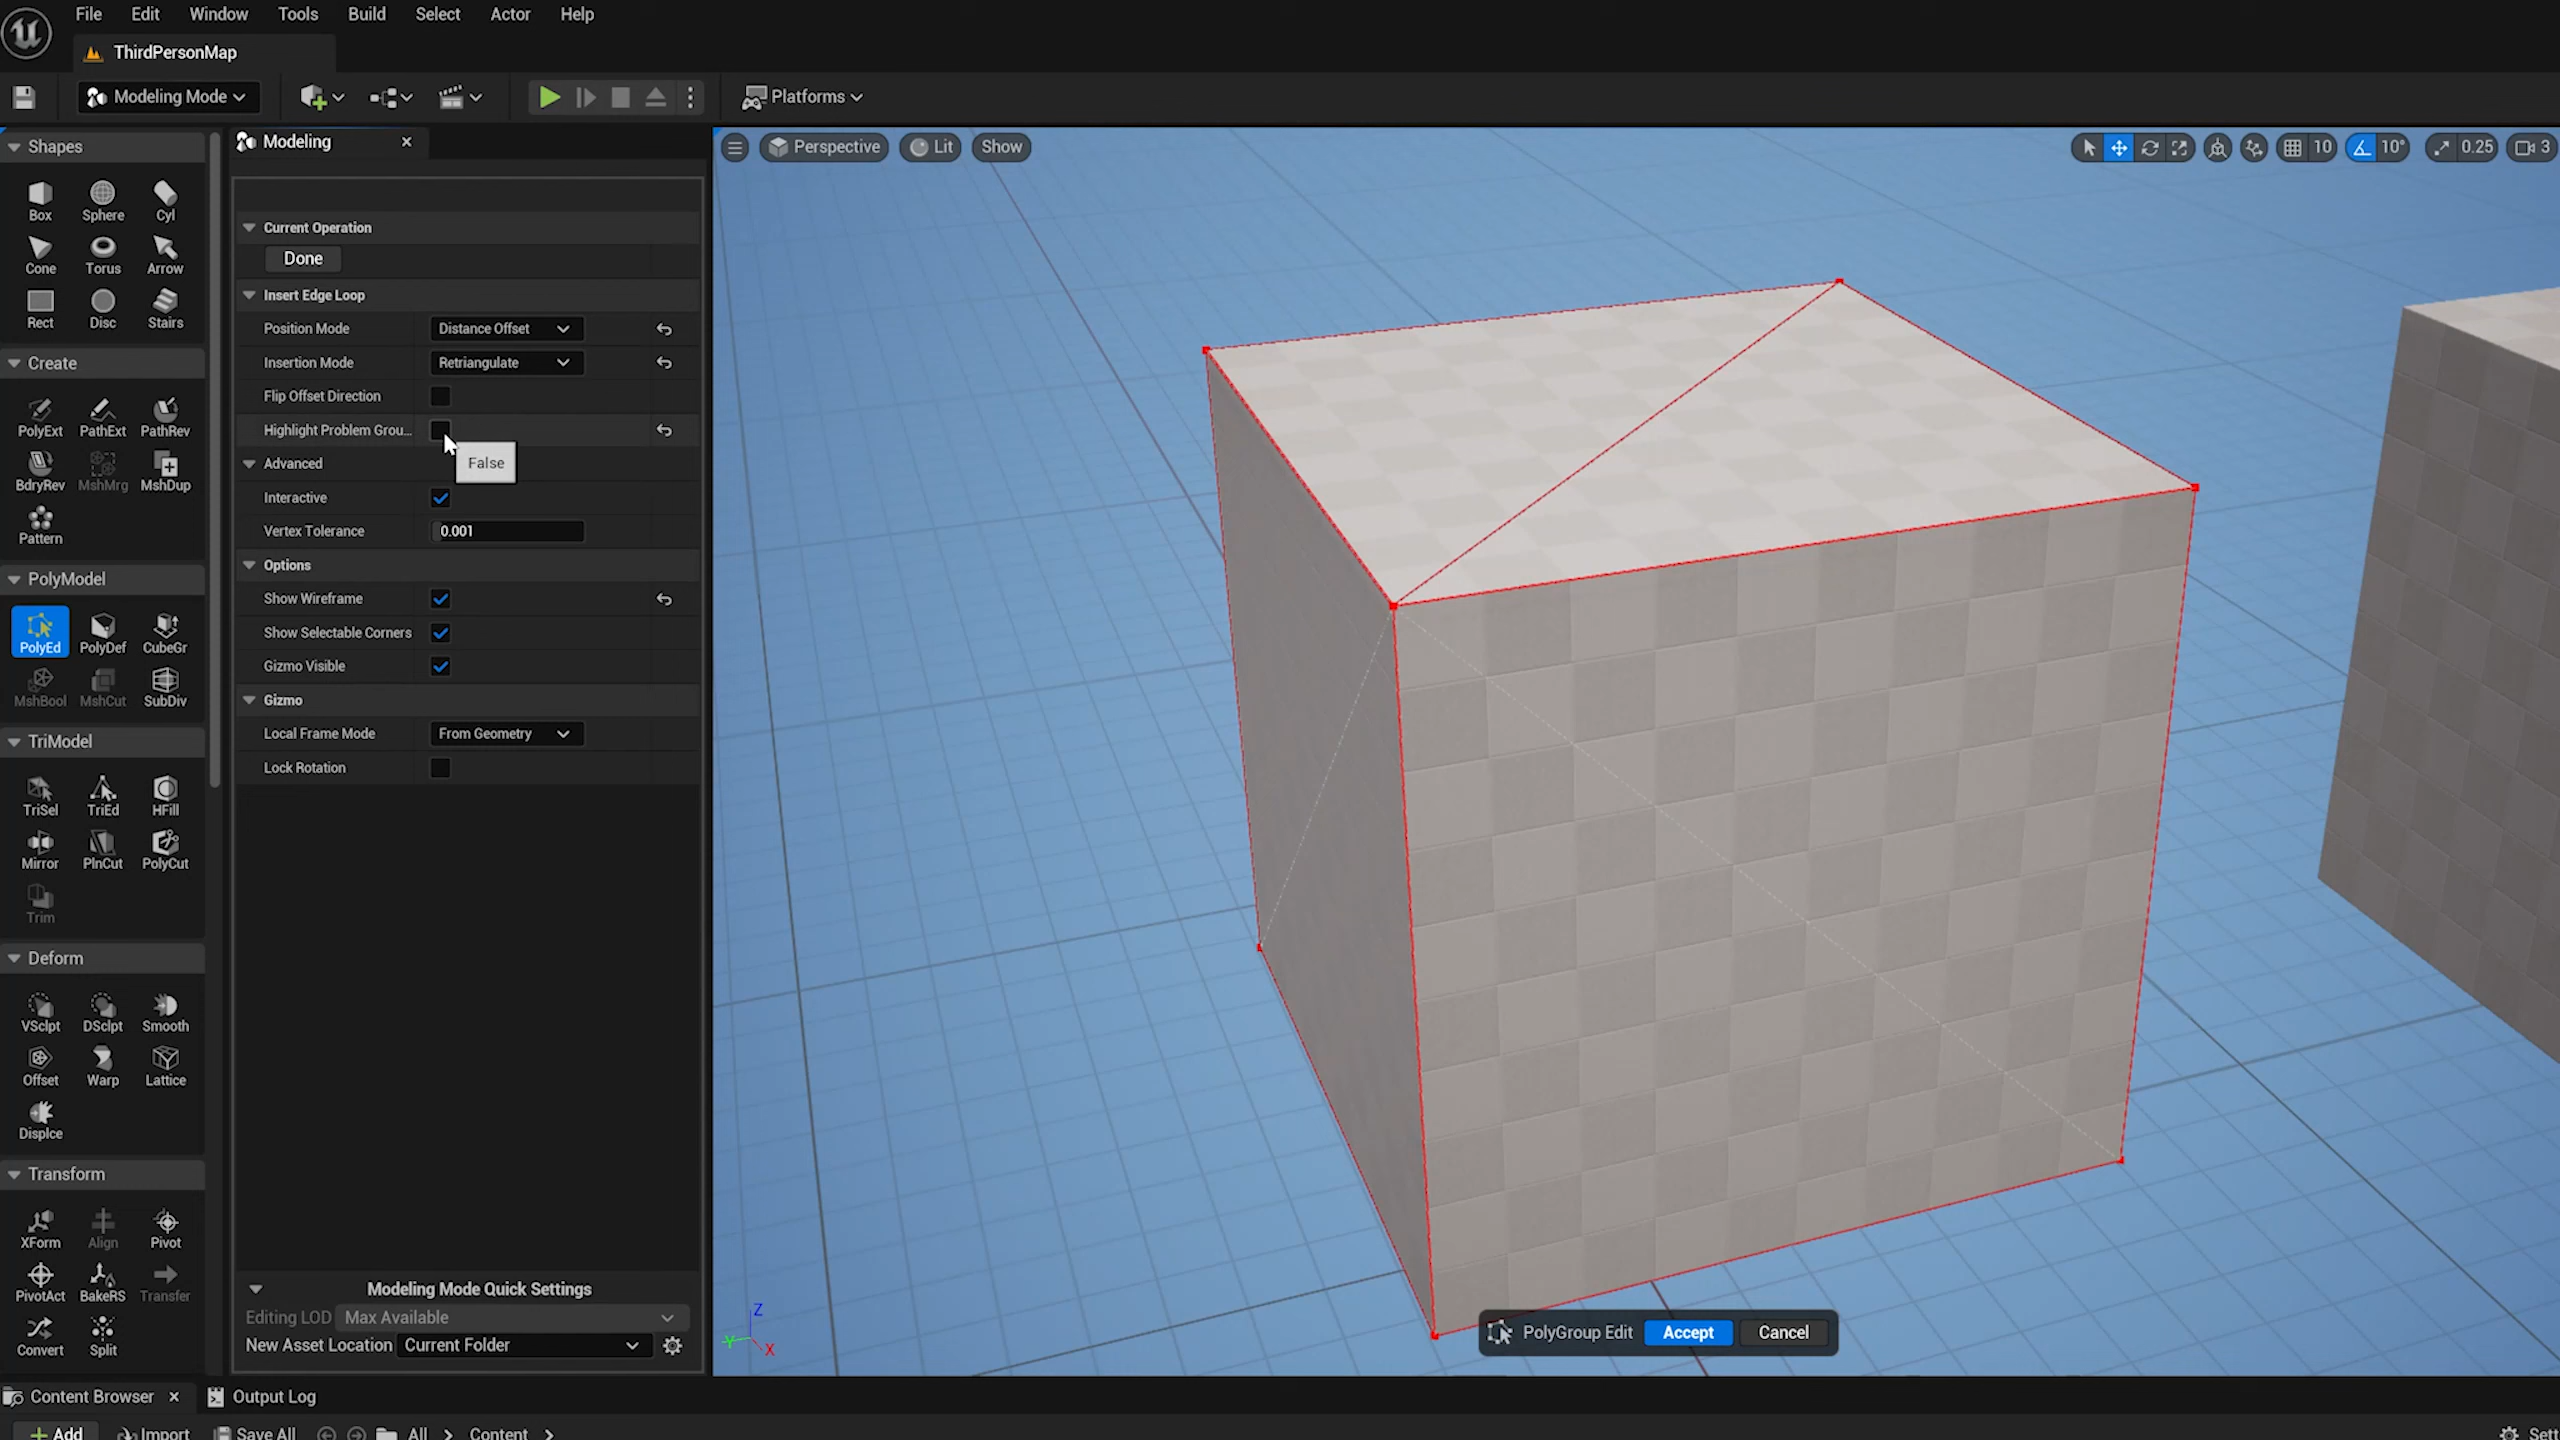 File Edit Window Tools Build Select Actor Help
ThirdPersonMap
Modeling Mode Platforms
Shapes
Box Sphere Cyl
Cone Torus Arrow
Rect Disc Stairs
Create
PolyExt PathExt PathRev
BdryRev MshMrg MshDup
Pattern
PolyModel
PolyEd PolyDef CubeGr
MshBool MshCut SubDiv
TriModel
TriSel TriEd HFill
Mirror PlnCut PolyCut
Trim
Deform
VSclpt DSclpt Smooth
Offset Warp Lattice
Displce
Transform
XForm Align Pivot
PivotAct BakeRS Transfer
Convert Split
Modeling
Current Operation
Done
Insert Edge Loop
Position Mode Distance Offset
Insertion Mode Retriangulate
Flip Offset Direction
Highlight Problem Grou...
False
Advanced
Interactive
Vertex Tolerance 0.001
Options
Show Wireframe
Show Selectable Corners
Gizmo Visible
Gizmo
Local Frame Mode From Geometry
Lock Rotation
Modeling Mode Quick Settings
Editing LOD Max Available
New Asset Location Current Folder
Perspective Lit Show
10 10° 0.25 3
Z
Y
X
PolyGroup Edit Accept Cancel
Content Browser Output Log
Add Import Save All All Content